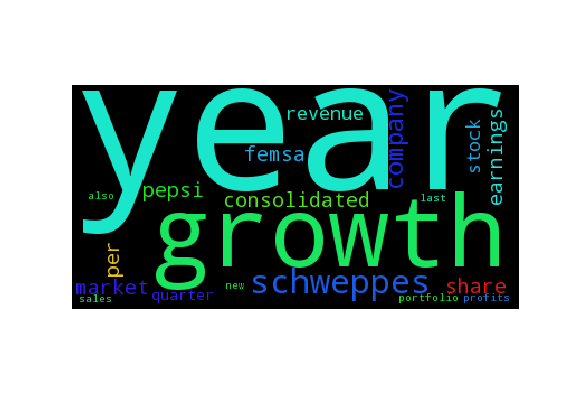 year
revenue
company
stock
earnings
femsa
pepsi
also
consolidated
last
growth
per
schweppes
market
share
quarter
new
sales
portfolio
profits